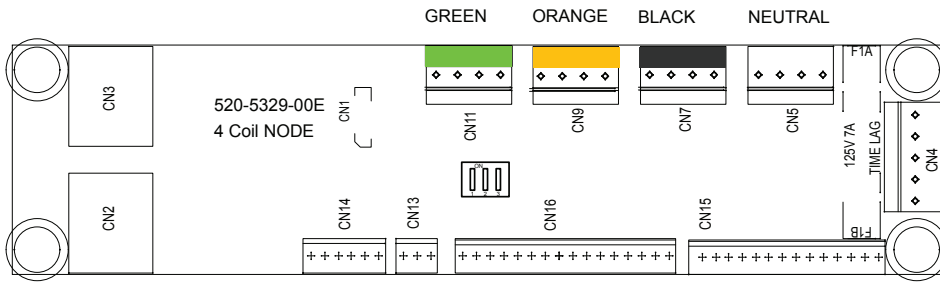 GREEN
ORANGE
BLACK
NEUTRAL
F1A
CN3
520-5329-00E
4 Coil NODE
CN1
CN11
CN9
CN7
CN5
125V 7A
TIME LAG
CN4
ON
1 2 3
CN2
CN14
CN13
CN16
CN15
F1B